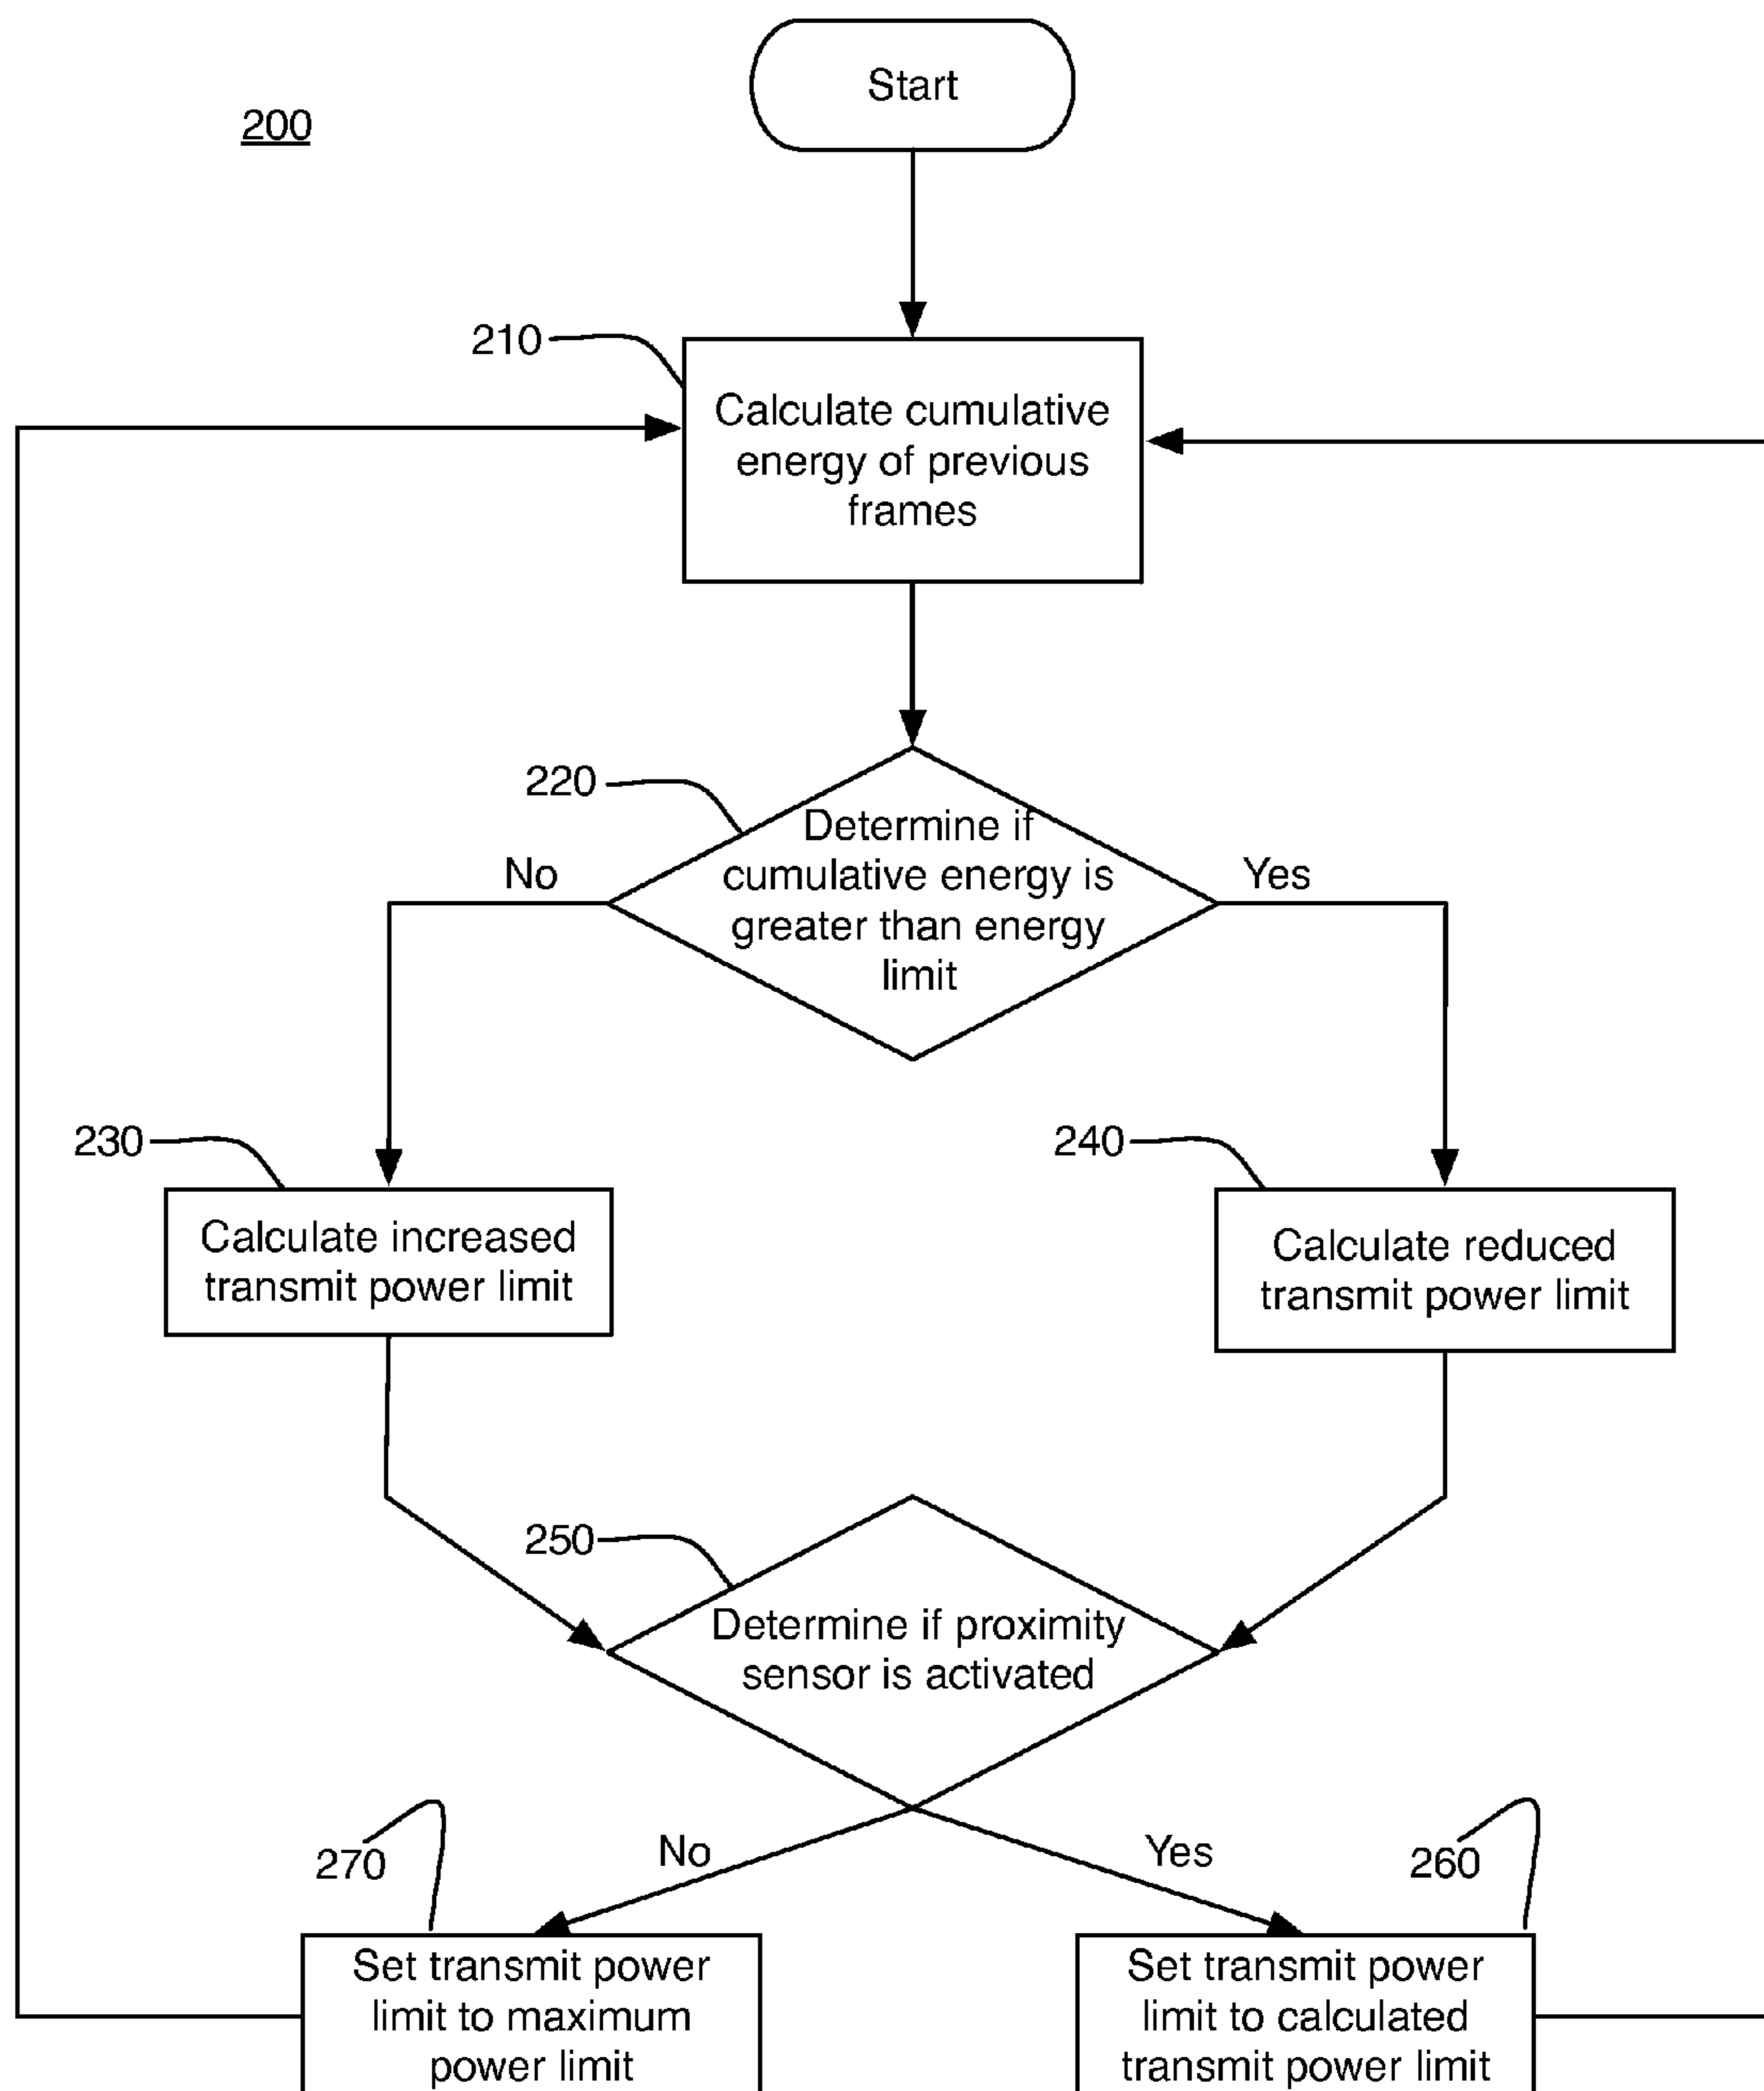 Start
200
210
Calculate cumulative
energy of previous
frames
220
Determine if
cumulative energy is
greater than energy
limit
No
Yes
230
240
Calculate increased
transmit power limit
Calculate reduced
transmit power limit
250
Determine if proximity
sensor is activated
No
Yes
270
260
Set transmit power
limit to maximum
power limit
Set transmit power
limit to calculated
transmit power limit